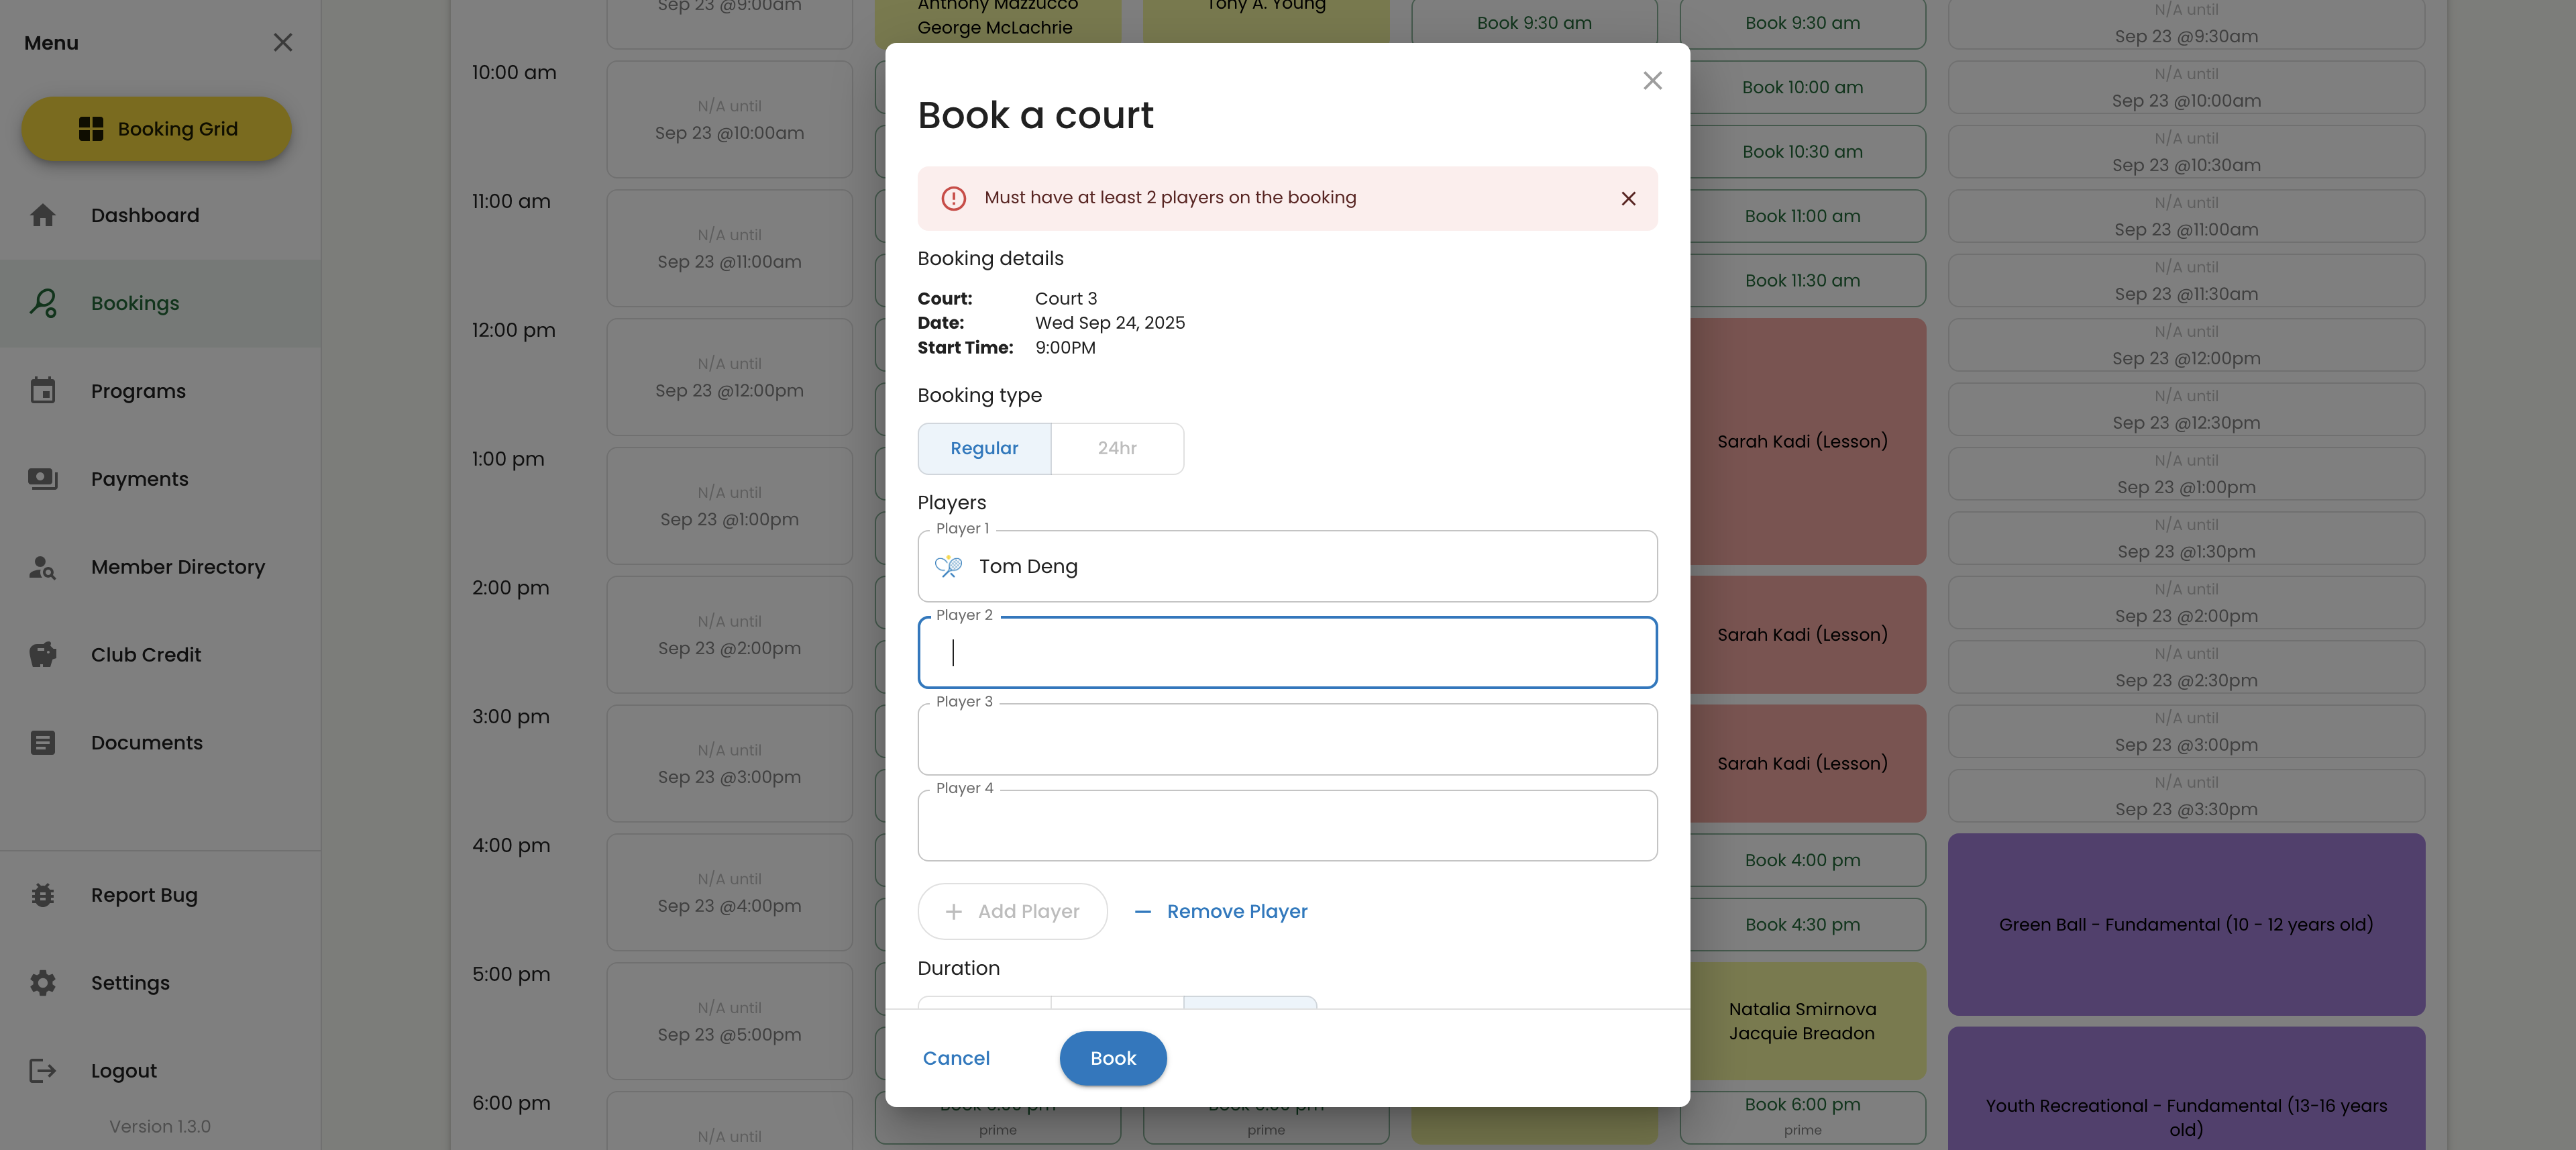 Menu
Booking Grid
Dashboard
Bookings
Programs
Payments
Member Directory
Club Credit
Documents
Report Bug
Settings
Logout
Version 1.3.0
10:00 am
11:00 am
12:00 pm
1:00 pm
2:00 pm
3:00 pm
4:00 pm
5:00 pm
6:00 pm
Sep 23 @9:00am
N/A until
Sep 23 @10:00am
N/A until
Sep 23 @11:00am
N/A until
Sep 23 @12:00pm
N/A until
Sep 23 @1:00pm
N/A until
Sep 23 @2:00pm
N/A until
Sep 23 @3:00pm
N/A until
Sep 23 @4:00pm
N/A until
Sep 23 @5:00pm
N/A until
Anthony Mazzucco
George McLachrie
Tony A. Young
Book 9:30 am
Book a court
Must have at least 2 players on the booking
Booking details
Court: Court 3
Date: Wed Sep 24, 2025
Start Time: 9:00PM
Booking type
Regular 24hr
Players
Player 1
Tom Deng
Player 2
Player 3
Player 4
Add Player Remove Player
Duration
Cancel Book
prime
prime
Book 9:30 am
Book 10:00 am
Book 10:30 am
Book 11:00 am
Book 11:30 am
Sarah Kadi (Lesson)
Sarah Kadi (Lesson)
Sarah Kadi (Lesson)
Book 4:00 pm
Book 4:30 pm
Natalia Smirnova
Jacquie Breadon
Book 6:00 pm
prime
N/A until
Sep 23 @9:30am
N/A until
Sep 23 @10:00am
N/A until
Sep 23 @10:30am
N/A until
Sep 23 @11:00am
N/A until
Sep 23 @11:30am
N/A until
Sep 23 @12:00pm
N/A until
Sep 23 @12:30pm
N/A until
Sep 23 @1:00pm
N/A until
Sep 23 @1:30pm
N/A until
Sep 23 @2:00pm
N/A until
Sep 23 @2:30pm
N/A until
Sep 23 @3:00pm
N/A until
Sep 23 @3:30pm
Green Ball - Fundamental (10 - 12 years old)
Youth Recreational - Fundamental (13-16 years
old)